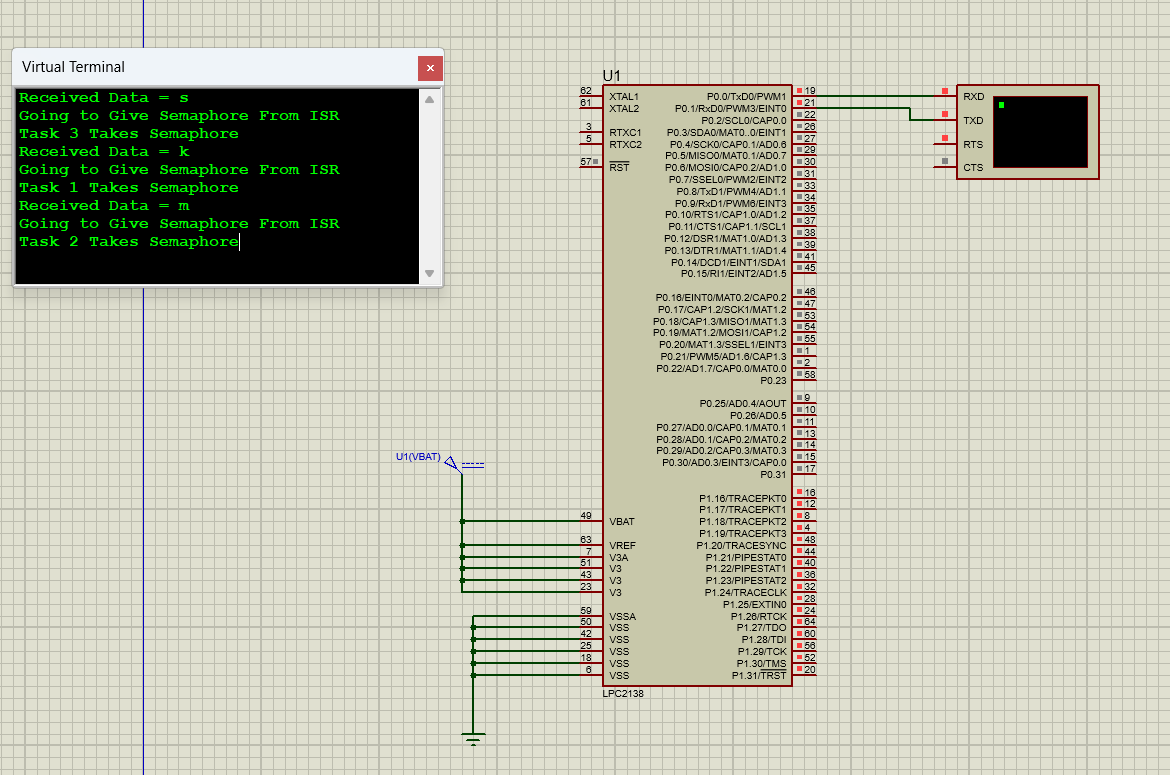 Virtual Terminal
Received Data = s
Going to Give Semaphore From ISR
Task 3 Takes Semaphore
Received Data = k
Going to Give Semaphore From ISR
Task 1 Takes Semaphore
Received Data = m
Going to Give Semaphore From ISR
Task 2 Takes Semaphore
U1
62 XTAL1 P0.0/TxD0/PWM1 19
61 XTAL2 P0.1/RxD0/PWM3/EINT0 21
P0.2/SCL0/CAP0.0 22
3 RTXC1 P0.3/SDA0/MAT0..0/EINT1 26
5 RTXC2 P0.4/SCK0/CAP0.1/AD0.6 27
P0.5/MISO0/MAT0.1/AD0.7 29
57 RST P0.6/MOSI0/CAP0.2/AD1.0 30
P0.7/SSEL0/PWM2/EINT2 31
P0.8/TxD1/PWM4/AD1.1 33
P0.9/RxD1/PWM6/EINT3 34
P0.10/RTS1/CAP1.0/AD1.2 35
P0.11/CTS1/CAP1.1/SCL1 37
P0.12/DSR1/MAT1.0/AD1.3 38
P0.13/DTR1/MAT1.1/AD1.4 39
P0.14/DCD1/EINT1/SDA1 41
P0.15/RI1/EINT2/AD1.5 45
P0.16/EINT0/MAT0.2/CAP0.2 46
P0.17/CAP1.2/SCK1/MAT1.2 47
P0.18/CAP1.3/MISO1/MAT1.3 53
P0.19/MAT1.2/MOSI1/CAP1.2 54
P0.20/MAT1.3/SSEL1/EINT3 55
P0.21/PWM5/AD1.6/CAP1.3 1
P0.22/AD1.7/CAP0.0/MAT0.0 2
P0.23 58
P0.25/AD0.4/AOUT 9
P0.26/AD0.5 10
P0.27/AD0.0/CAP0.1/MAT0.1 11
P0.28/AD0.1/CAP0.2/MAT0.2 13
P0.29/AD0.2/CAP0.3/MAT0.3 14
P0.30/AD0.3/EINT3/CAP0.0 15
P0.31 17
U1(VBAT)
P1.16/TRACEPKT0 16
P1.17/TRACEPKT1 12
49 VBAT P1.18/TRACEPKT2 8
P1.19/TRACEPKT3 4
63 VREF P1.20/TRACESYNC 48
7 V3A P1.21/PIPESTAT0 44
51 V3 P1.22/PIPESTAT1 40
43 V3 P1.23/PIPESTAT2 36
23 V3 P1.24/TRACECLK 32
P1.25/EXTIN0 28
59 VSSA P1.26/RTCK 24
50 VSS P1.27/TDO 64
42 VSS P1.28/TDI 60
25 VSS P1.29/TCK 56
18 VSS P1.30/TMS 52
6 VSS P1.31/TRST 20
LPC2138
RXD
TXD
RTS
CTS